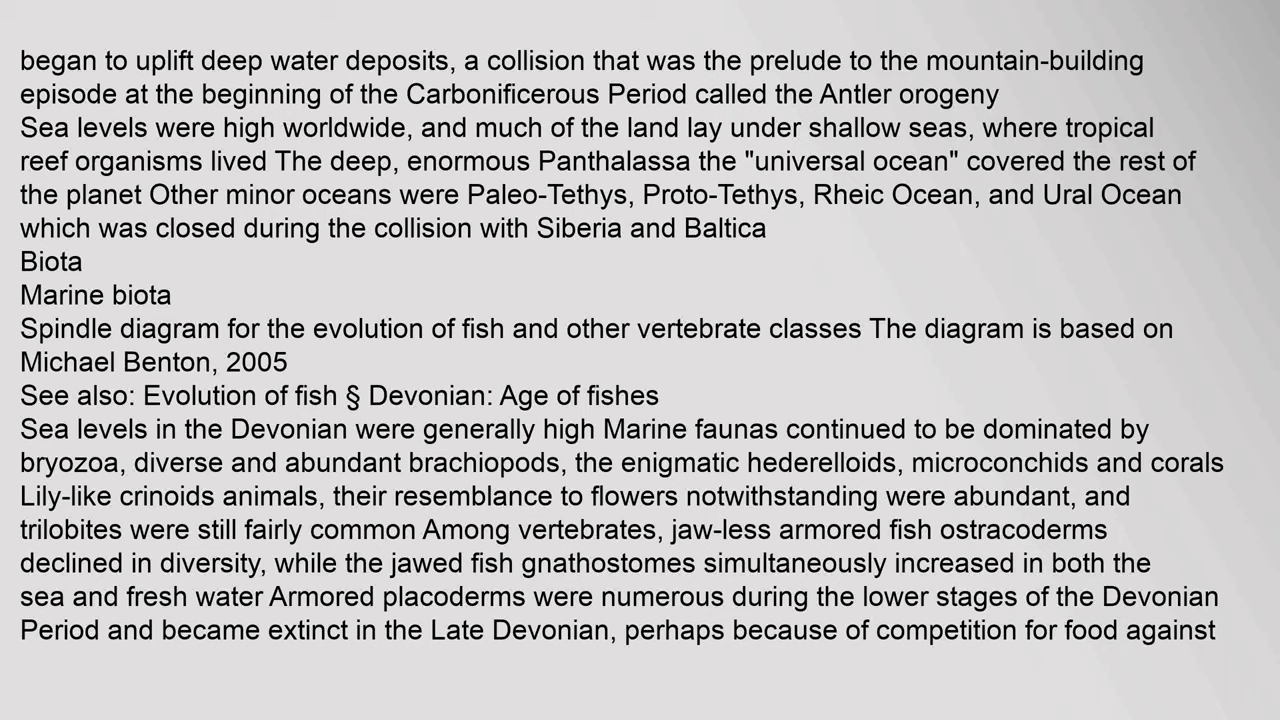 began to uplift deep water deposits, a collision that was the prelude to the mountain-building
episode at the beginning of the Carbonificerous Period called the Antler orogeny
Sea levels were high worldwide, and much of the land lay under shallow seas, where tropical
reef organisms lived The deep, enormous Panthalassa the "universal ocean" covered the rest of
the planet Other minor oceans were Paleo-Tethys, Proto-Tethys, Rheic Ocean, and Ural Ocean
which was closed during the collision with Siberia and Baltica
Biota
Marine biota
Spindle diagram for the evolution of fish and other vertebrate classes The diagram is based on
Michael Benton, 2005
See also: Evolution of fish § Devonian: Age of fishes
Sea levels in the Devonian were generally high Marine faunas continued to be dominated by
bryozoa, diverse and abundant brachiopods, the enigmatic hederelloids, microconchids and corals
Lily-like crinoids animals, their resemblance to flowers notwithstanding were abundant, and
trilobites were still fairly common Among vertebrates, jaw-less armored fish ostracoderms
declined in diversity, while the jawed fish gnathostomes simultaneously increased in both the
sea and fresh water Armored placoderms were numerous during the lower stages of the Devonian
Period and became extinct in the Late Devonian, perhaps because of competition for food against